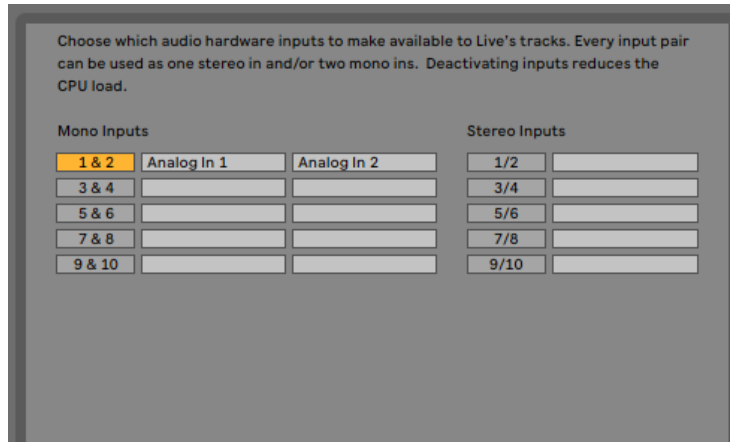 Choose which audio hardware inputs to make available to Live's tracks. Every input pair
can be used as one stereo in and/or two mono ins.  Deactivating inputs reduces the
CPU load.
Mono Inputs
Stereo Inputs
1 & 2 Analog In 1 Analog In 2 1/2
3 & 4 3/4
5 & 6 5/6
7 & 8 7/8
9 & 10 9/10